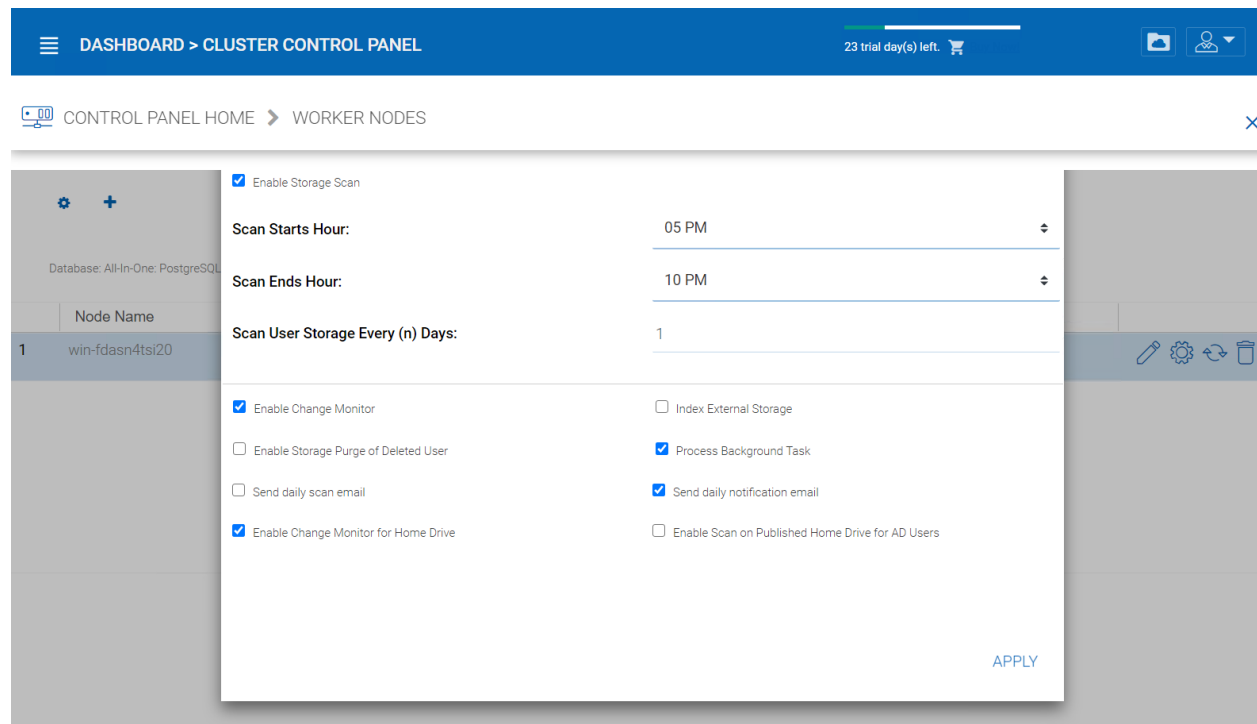 DASHBOARD > CLUSTER CONTROL PANEL
23 trial day(s) left.
CONTROL PANEL HOME > WORKER NODES
Enable Storage Scan
Scan Starts Hour: 05 PM
Database: All-In-One: PostgreSQL
Scan Ends Hour: 10 PM
Node Name
Scan User Storage Every (n) Days: 1
1 win-fdasn4tsi20
Enable Change Monitor Index External Storage
Enable Storage Purge of Deleted User Process Background Task
Send daily scan email Send daily notification email
Enable Change Monitor for Home Drive Enable Scan on Published Home Drive for AD Users
APPLY